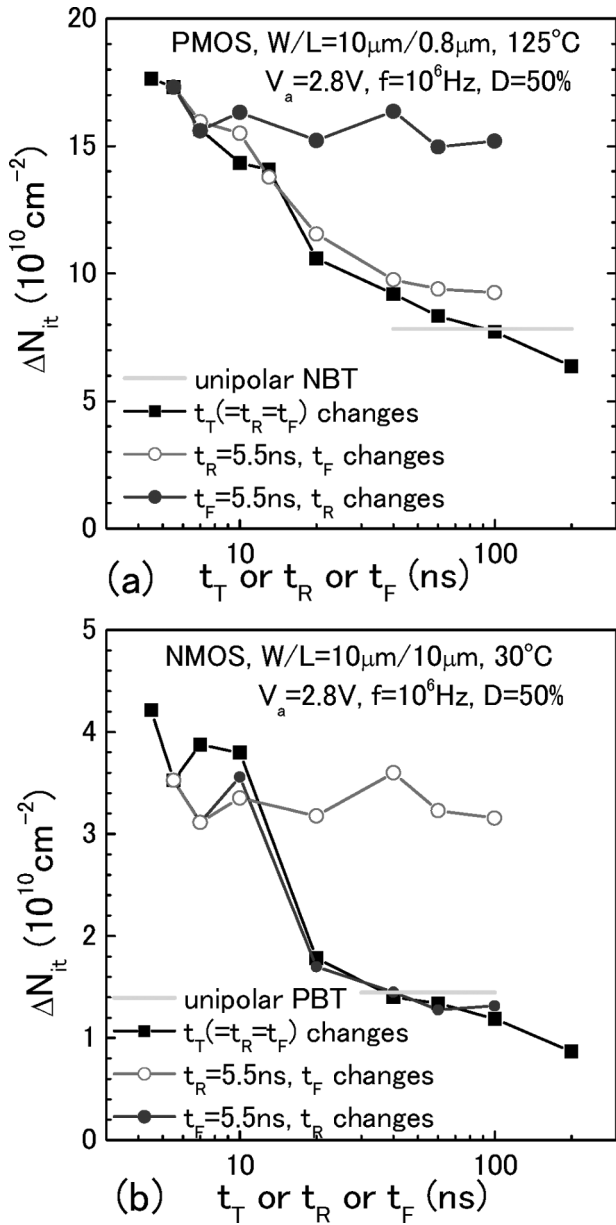 20
15
10
5
0
ΔN_it (10^10 cm^-2)
PMOS, W/L=10μm/0.8μm, 125°C
V_a=2.8V, f=10^6Hz, D=50%
unipolar NBT
t_T(=t_R=t_F) changes
t_R=5.5ns, t_F changes
t_F=5.5ns, t_R changes
10 100
(a) t_T or t_R or t_F (ns)
5
4
3
2
1
0
ΔN_it (10^10 cm^-2)
NMOS, W/L=10μm/10μm, 30°C
V_a=2.8V, f=10^6Hz, D=50%
unipolar PBT
t_T(=t_R=t_F) changes
t_R=5.5ns, t_F changes
t_F=5.5ns, t_R changes
10 100
(b) t_T or t_R or t_F (ns)